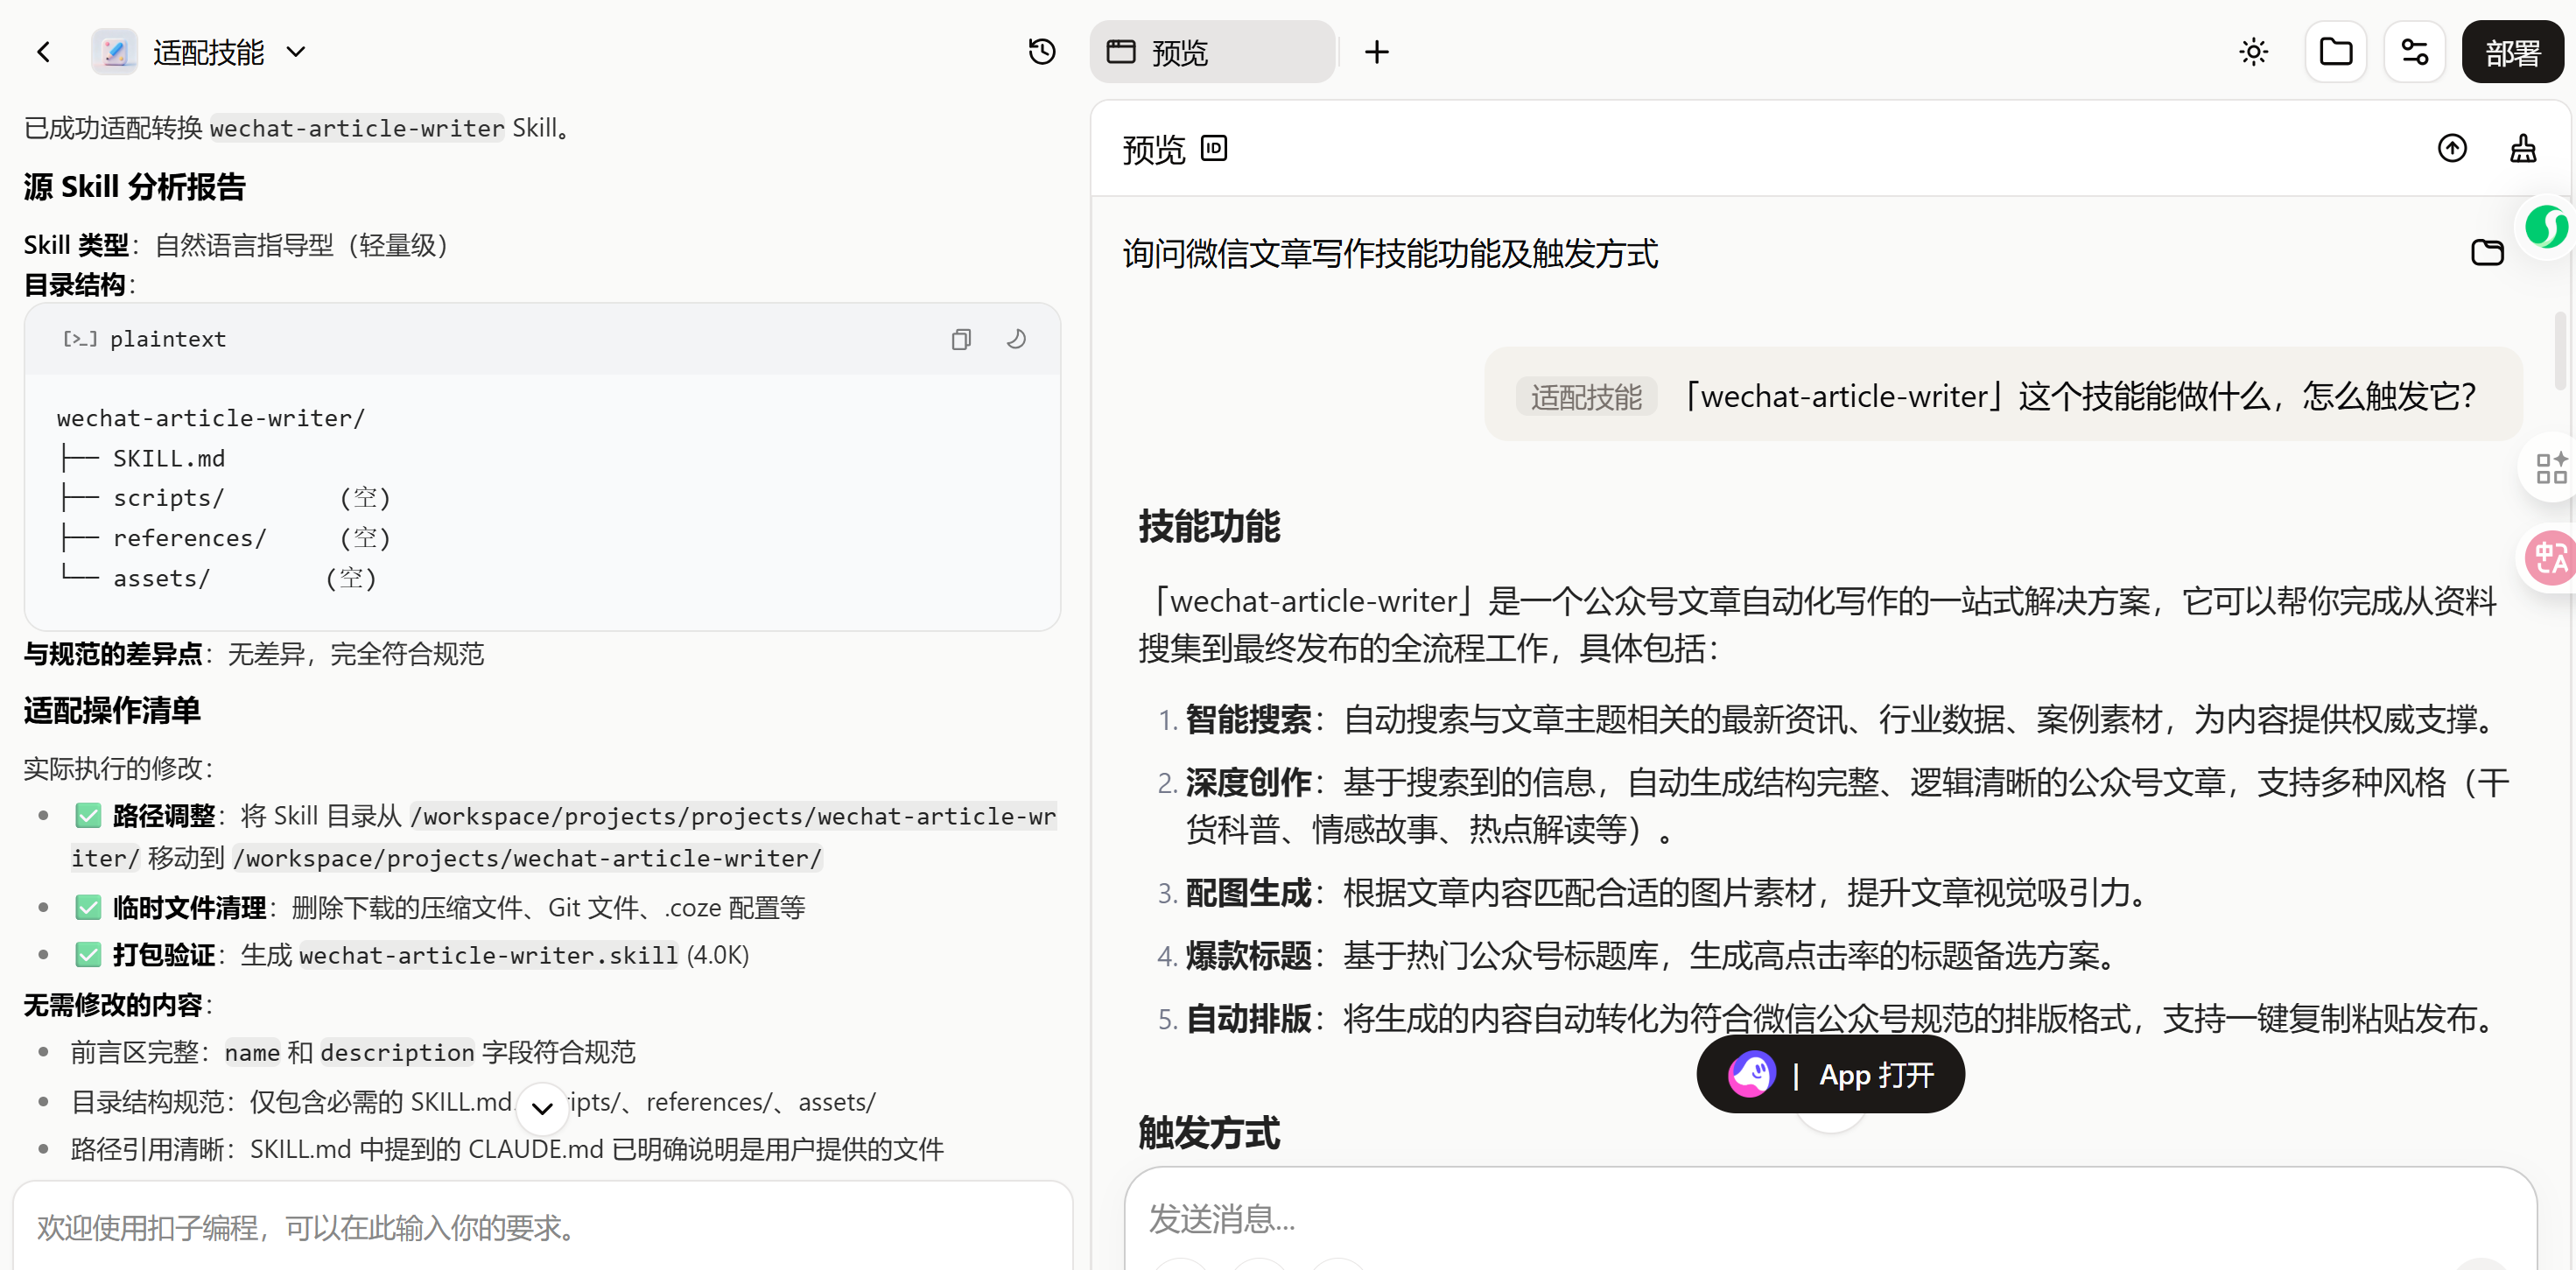 适配技能
预览
部署
已成功适配转换 wechat-article-writer Skill。
源 Skill 分析报告
Skill 类型：自然语言指导型（轻量级）
目录结构：
[>_] plaintext
wechat-article-writer/
├── SKILL.md
├── scripts/ (空)
├── references/ (空)
└── assets/ (空)
与规范的差异点：无差异，完全符合规范
适配操作清单
实际执行的修改：
• ✅ 路径调整：将 Skill 目录从 /workspace/projects/projects/wechat-article-wr
iter/ 移动到 /workspace/projects/wechat-article-writer/
• ✅ 临时文件清理：删除下载的压缩文件、Git 文件、.coze 配置等
• ✅ 打包验证：生成 wechat-article-writer.skill (4.0K)
无需修改的内容：
• 前言区完整：name 和 description 字段符合规范
• 目录结构规范：仅包含必需的 SKILL.md、ipts/、references/、assets/
• 路径引用清晰：SKILL.md 中提到的 CLAUDE.md 已明确说明是用户提供的文件
欢迎使用扣子编程，可以在此输入你的要求。
预览 ID
询问微信文章写作技能功能及触发方式
适配技能 「wechat-article-writer」这个技能能做什么，怎么触发它？
技能功能
「wechat-article-writer」是一个公众号文章自动化写作的一站式解决方案，它可以帮你完成从资料
搜集到最终发布的全流程工作，具体包括：
1. 智能搜索：自动搜索与文章主题相关的最新资讯、行业数据、案例素材，为内容提供权威支撑。
2. 深度创作：基于搜索到的信息，自动生成结构完整、逻辑清晰的公众号文章，支持多种风格（干
货科普、情感故事、热点解读等）。
3. 配图生成：根据文章内容匹配合适的图片素材，提升文章视觉吸引力。
4. 爆款标题：基于热门公众号标题库，生成高点击率的标题备选方案。
5. 自动排版：将生成的内容自动转化为符合微信公众号规范的排版格式，支持一键复制粘贴发布。
| App 打开
触发方式
发送消息...
中A